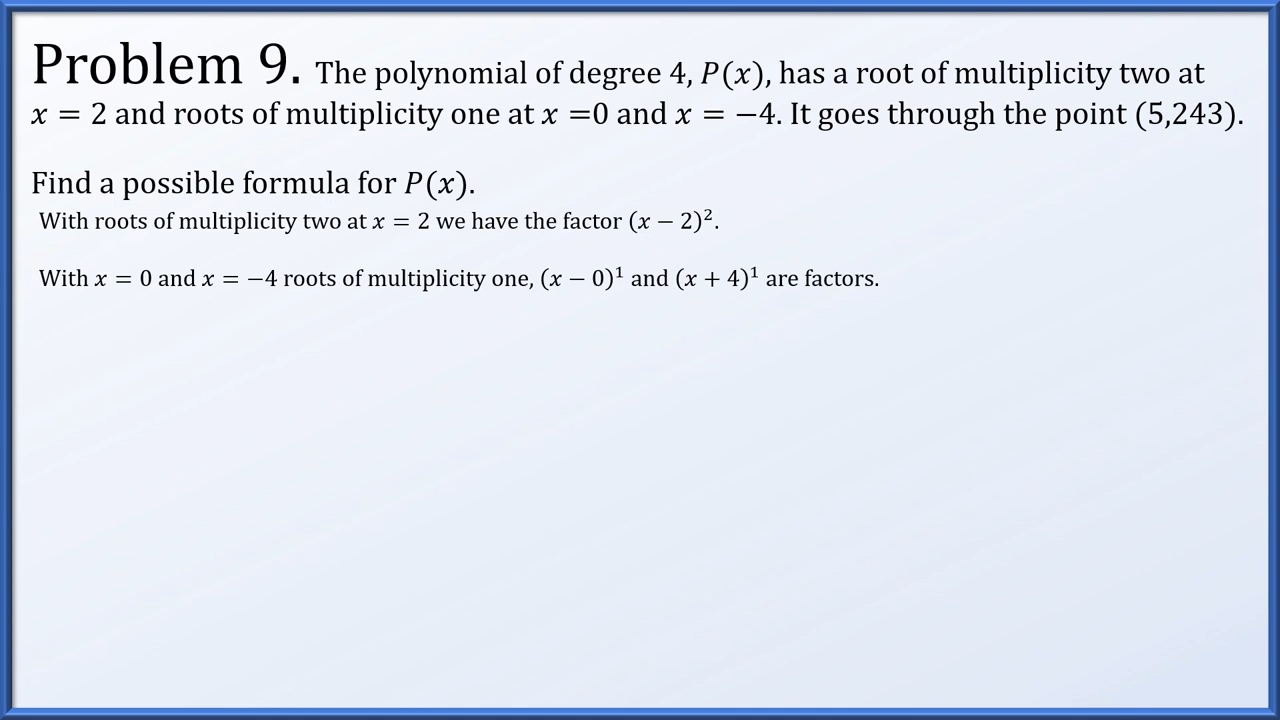 Problem 9. The polynomial of degree 4, P(x), has a root of multiplicity two at
x = 2 and roots of multiplicity one at x =0 and x = −4. It goes through the point (5,243).
Find a possible formula for P(x).
With roots of multiplicity two at x = 2 we have the factor (x − 2)².
With x = 0 and x = −4 roots of multiplicity one, (x − 0)¹ and (x + 4)¹ are factors.